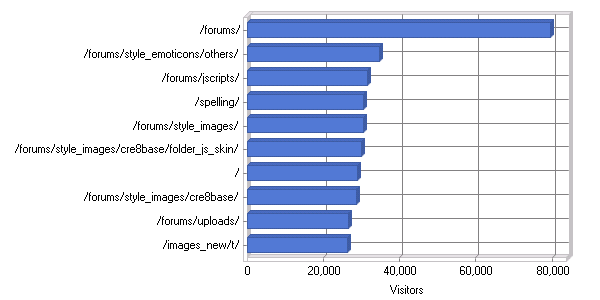 /forums/
/forums/style_emoticons/others/
/forums/jscripts/
/spelling/
/forums/style_images/
/forums/style_images/cre8base/folder_js_skin/
/
/forums/style_images/cre8base/
/forums/uploads/
/images_new/t/
0 20,000 40,000 60,000 80,000
Visitors